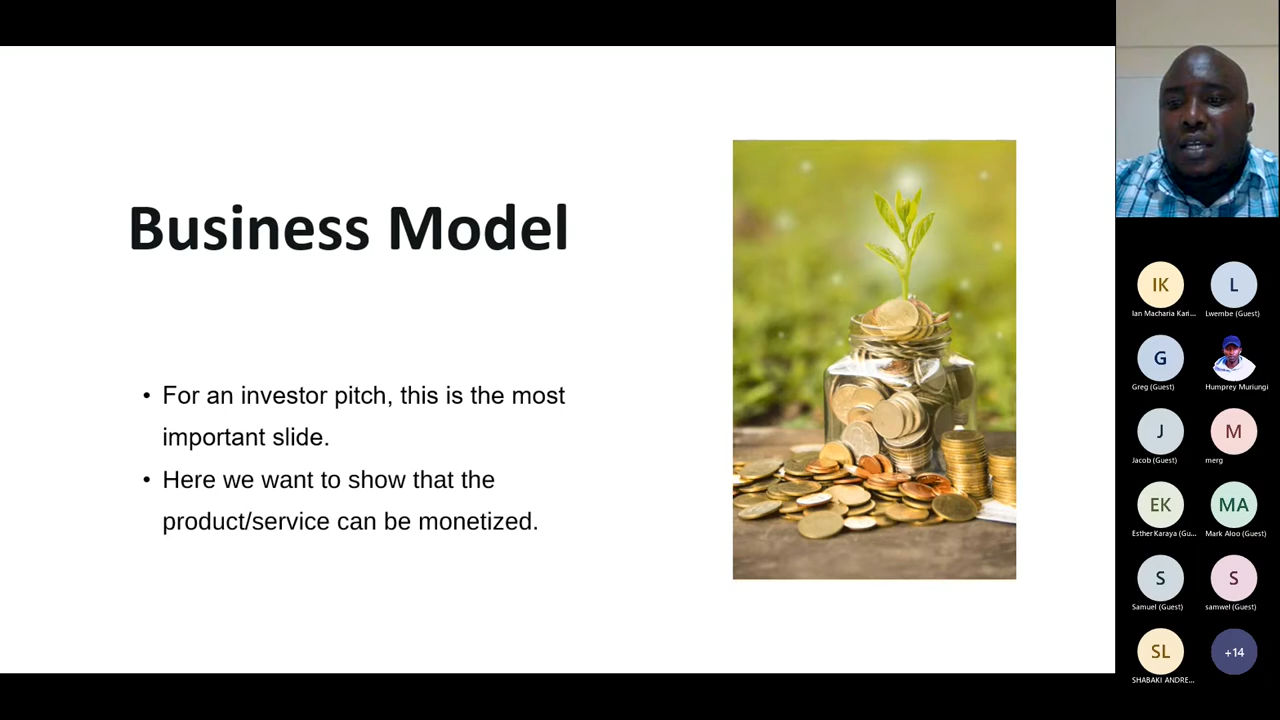 Business Model
• For an investor pitch, this is the most
important slide.
• Here we want to show that the
product/service can be monetized.
IK
L
Ian Macharia Kari...
Lwembe (Guest)
G
Greg (Guest)
Humprey Muriungi
J
M
Jacob (Guest)
merg
EK
MA
Esther Karaya (Gu...
Mark Aloo (Guest)
S
S
Samuel (Guest)
samwel (Guest)
SL
+14
SHABAKI ANDRE...